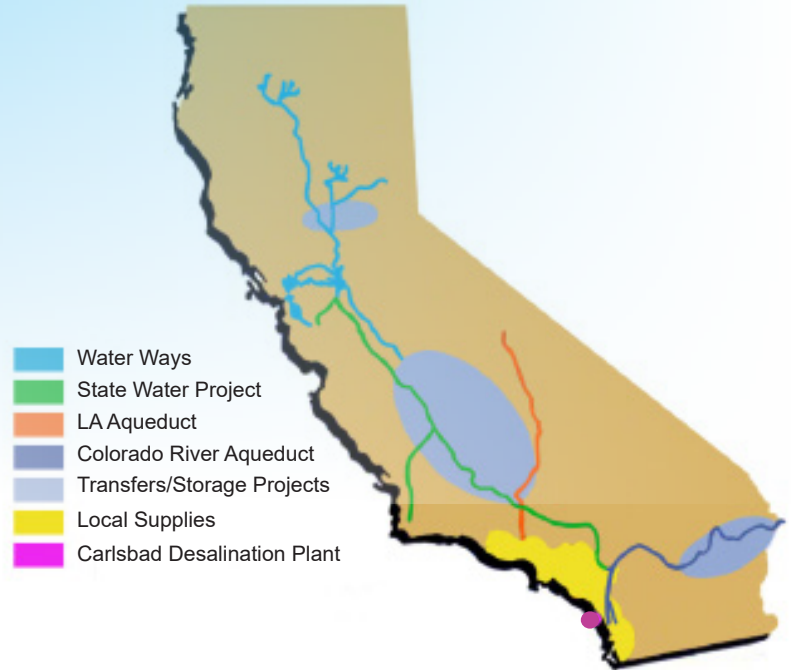 Water Ways
State Water Project
LA Aqueduct
Colorado River Aqueduct
Transfers/Storage Projects
Local Supplies
Carlsbad Desalination Plant